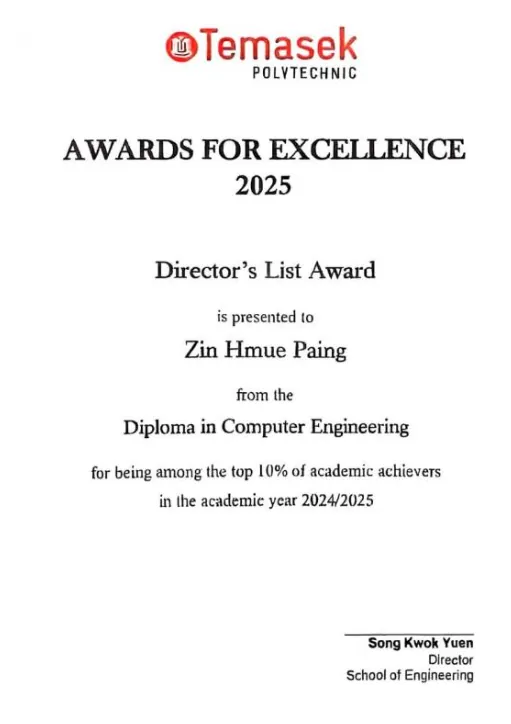 Temasek
POLYTECHNIC
AWARDS FOR EXCELLENCE
2025
Director's List Award
is presented to
Zin Hmue Paing
from the
Diploma in Computer Engineering
for being among the top 10% of academic achievers
in the academic year 2024/2025
Song Kwok Yuen
Director
School of Engineering